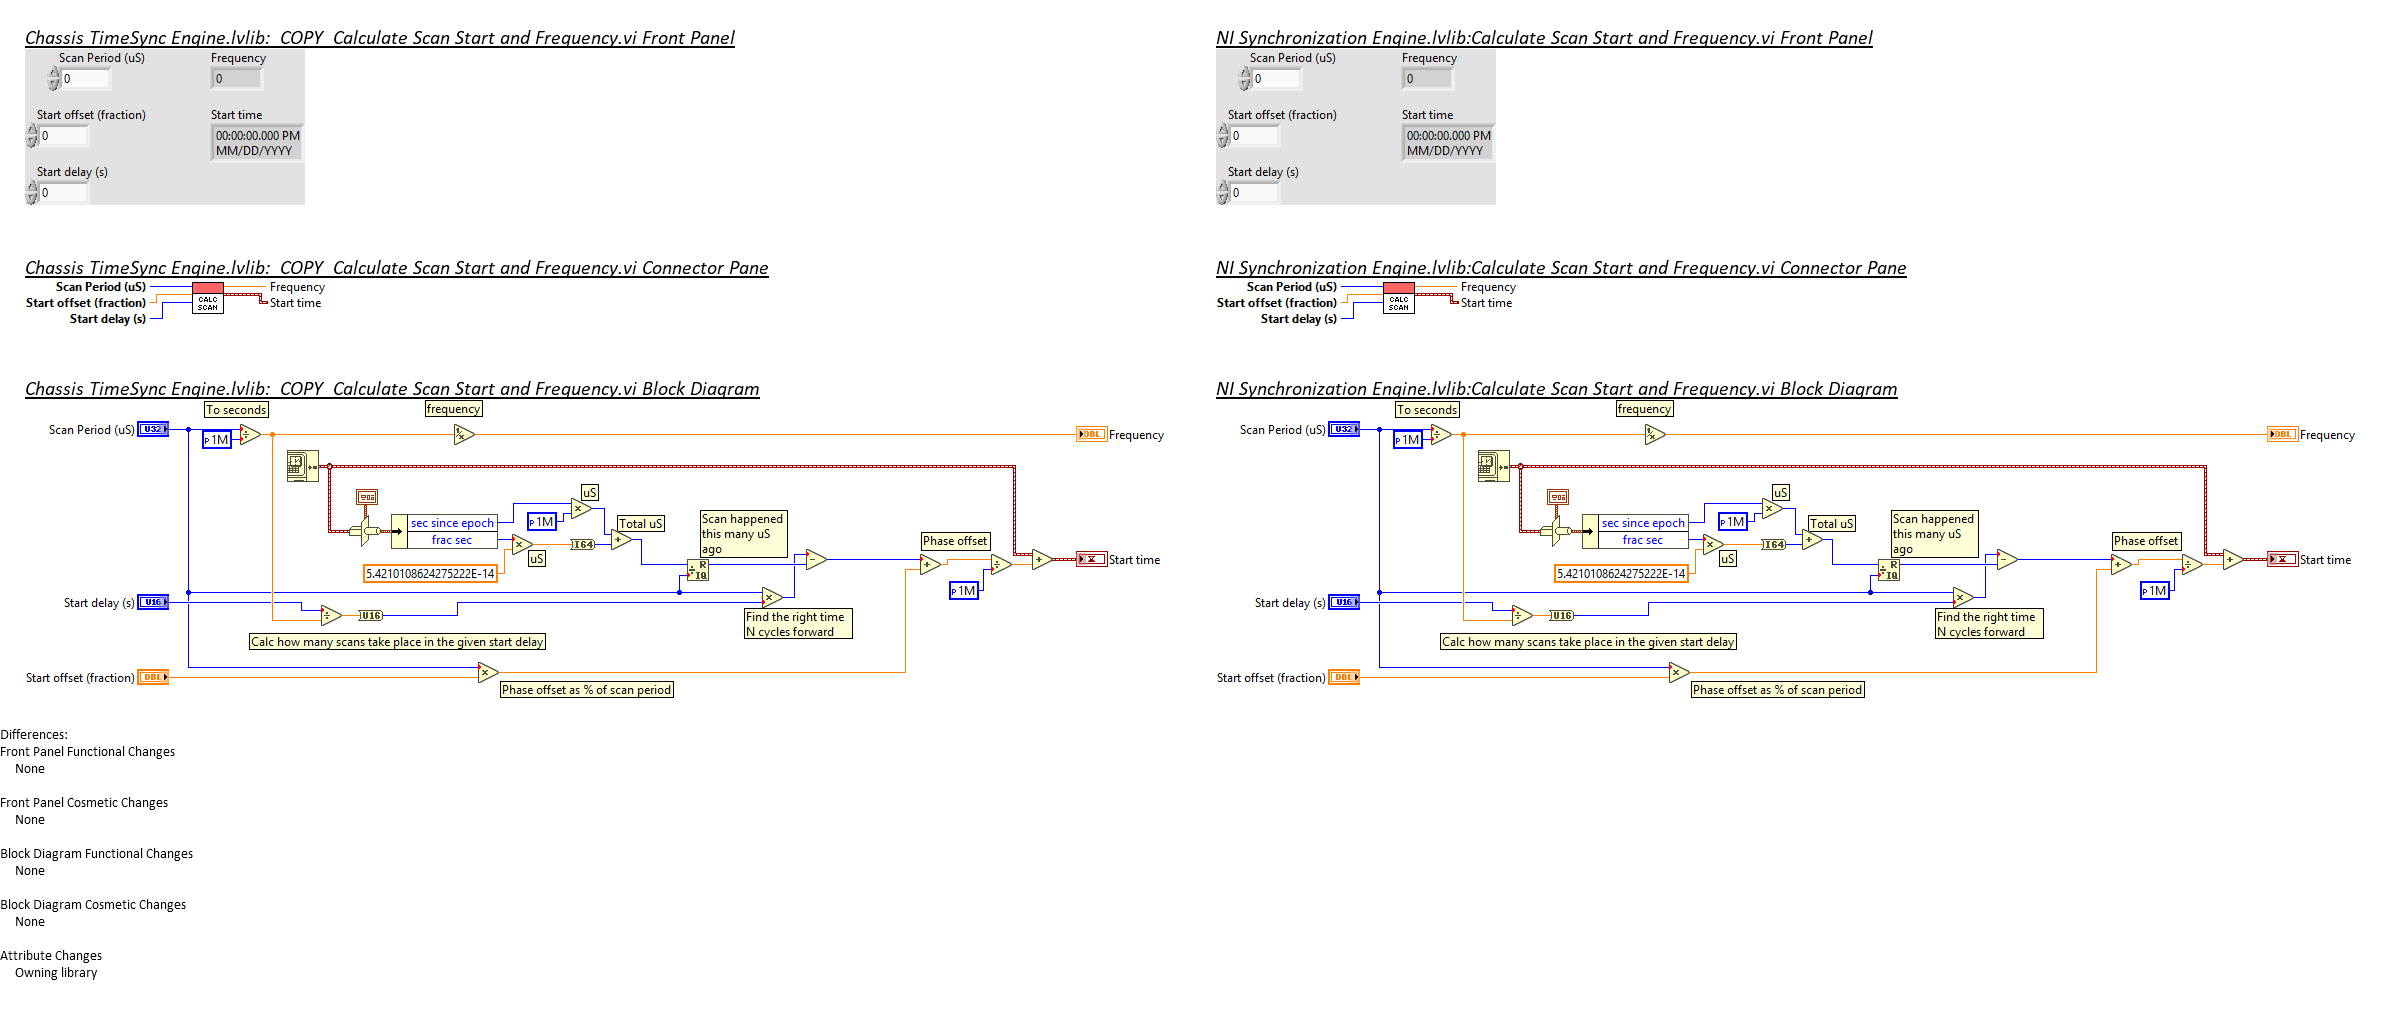 Chassis TimeSync Engine.lvlib:  COPY  Calculate Scan Start and Frequency.vi Front Panel
Scan Period (uS)
Frequency
0
0
Start offset (fraction)
Start time
0
00:00:00.000 PM
MM/DD/YYYY
Start delay (s)
0
NI Synchronization Engine.lvlib:Calculate Scan Start and Frequency.vi Front Panel
Scan Period (uS)
Frequency
0
0
Start offset (fraction)
Start time
0
00:00:00.000 PM
MM/DD/YYYY
Start delay (s)
0
Chassis TimeSync Engine.lvlib:  COPY  Calculate Scan Start and Frequency.vi Connector Pane
Scan Period (uS)
Start offset (fraction)
Start delay (s)
CALC
SCAN
Frequency
Start time
NI Synchronization Engine.lvlib:Calculate Scan Start and Frequency.vi Connector Pane
Scan Period (uS)
Start offset (fraction)
Start delay (s)
CALC
SCAN
Frequency
Start time
Chassis TimeSync Engine.lvlib:  COPY  Calculate Scan Start and Frequency.vi Block Diagram
To seconds
frequency
Scan Period (uS)
U32
P 1M
DBL
Frequency
uS
sec since epoch
frac sec
P 1M
Total uS
Scan happened
this many uS
ago
I64
uS
5.4210108624275222E-14
R
IQ
Phase offset
P 1M
Start time
Start delay (s)
U16
U16
Find the right time
N cycles forward
Calc how many scans take place in the given start delay
Start offset (fraction)
DBL
Phase offset as % of scan period
NI Synchronization Engine.lvlib:Calculate Scan Start and Frequency.vi Block Diagram
To seconds
frequency
Scan Period (uS)
U32
P 1M
DBL
Frequency
uS
sec since epoch
frac sec
P 1M
Total uS
Scan happened
this many uS
ago
I64
uS
5.4210108624275222E-14
R
IQ
Phase offset
P 1M
Start time
Start delay (s)
U16
U16
Find the right time
N cycles forward
Calc how many scans take place in the given start delay
Start offset (fraction)
DBL
Phase offset as % of scan period
Differences:
Front Panel Functional Changes
None
Front Panel Cosmetic Changes
None
Block Diagram Functional Changes
None
Block Diagram Cosmetic Changes
None
Attribute Changes
Owning library